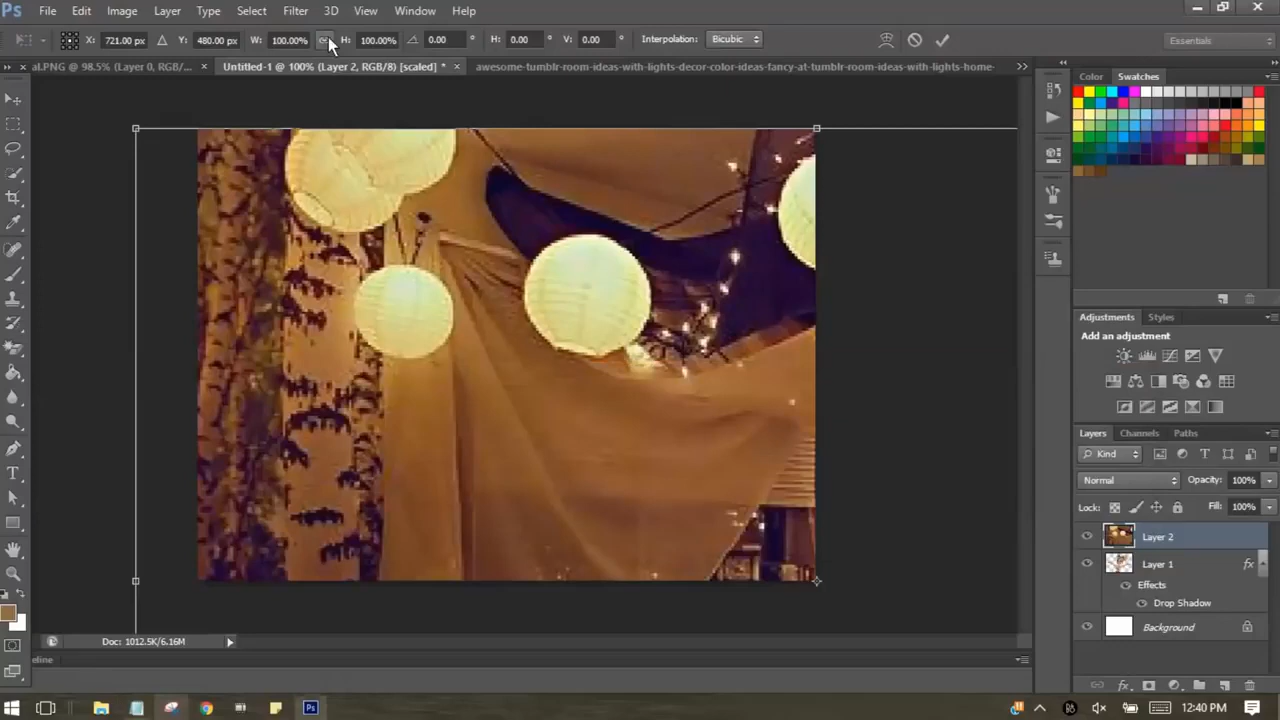 Ps File Edit Image Layer Type Select Filter 3D View Window Help
X: 721.00 px Y: 480.00 px W: 100.00% H: 100.00% 0.00 ° H: 0.00 ° V: 0.00 ° Interpolation: Bicubic Essentials
al.PNG @ 98.5% (Layer 0, RGB/... × Untitled-1 @ 100% (Layer 2, RGB/8) [scaled] * × awesome-tumblr-room-ideas-with-lights-decor-color-ideas-fancy-at-tumblr-room-ideas-with-lights-home-
Color Swatches
Adjustments Styles
Add an adjustment
Layers Channels Paths
Kind
Normal Opacity: 100%
Lock: Fill: 100%
Layer 2
Layer 1 fx
Effects
Drop Shadow
Background
Doc: 1012.5K/6.16M
eline
fx
Ps 12:40 PM